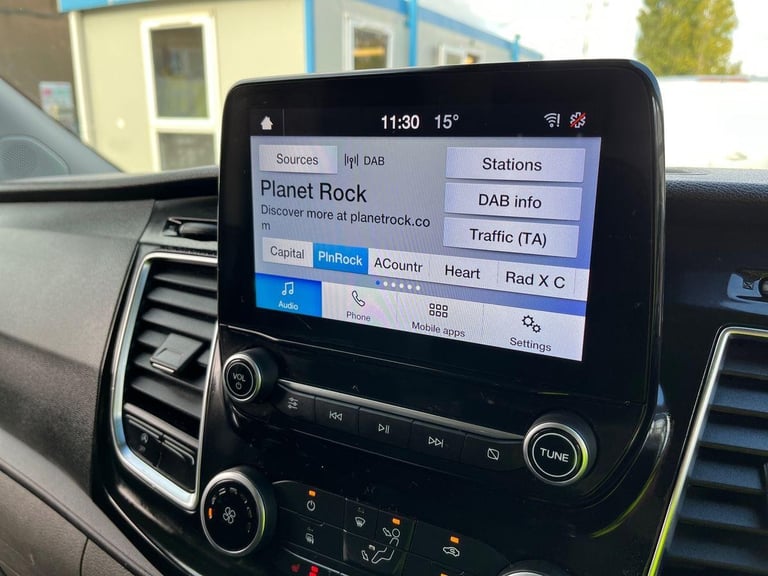 11:30 15°
Sources DAB Stations
Planet Rock DAB info
Discover more at planetrock.co
m
Traffic (TA)
Capital PlnRock ACountr Heart Rad X C
Audio Phone Mobile apps Settings
VOL
TUNE